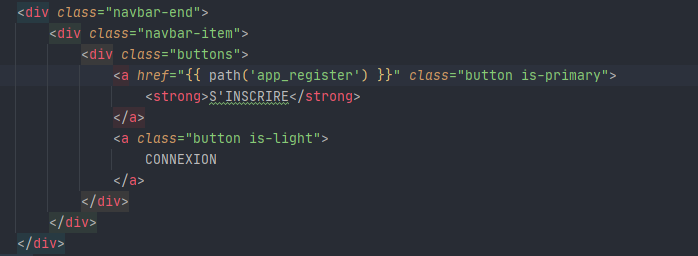 <div class="navbar-end">
<div class="navbar-item">
<div class="buttons">
<a href="{{ path('app_register') }}" class="button is-primary">
<strong>S'INSCRIRE</strong>
</a>
<a class="button is-light">
CONNEXION
</a>
</div>
</div>
</div>